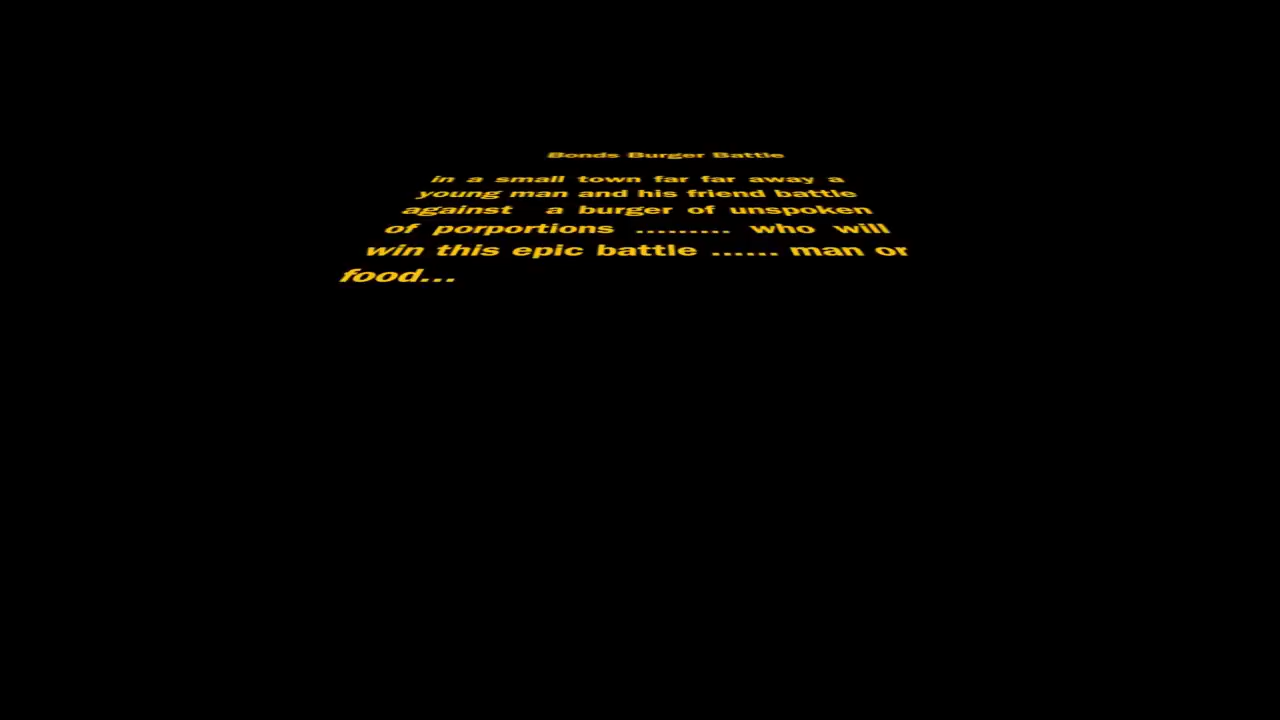 Bonds Burger Battle
in a small town far far away a
young man and his friend battle
against a burger of unspoken
of porportions ......... who will
win this epic battle ...... man or
food...